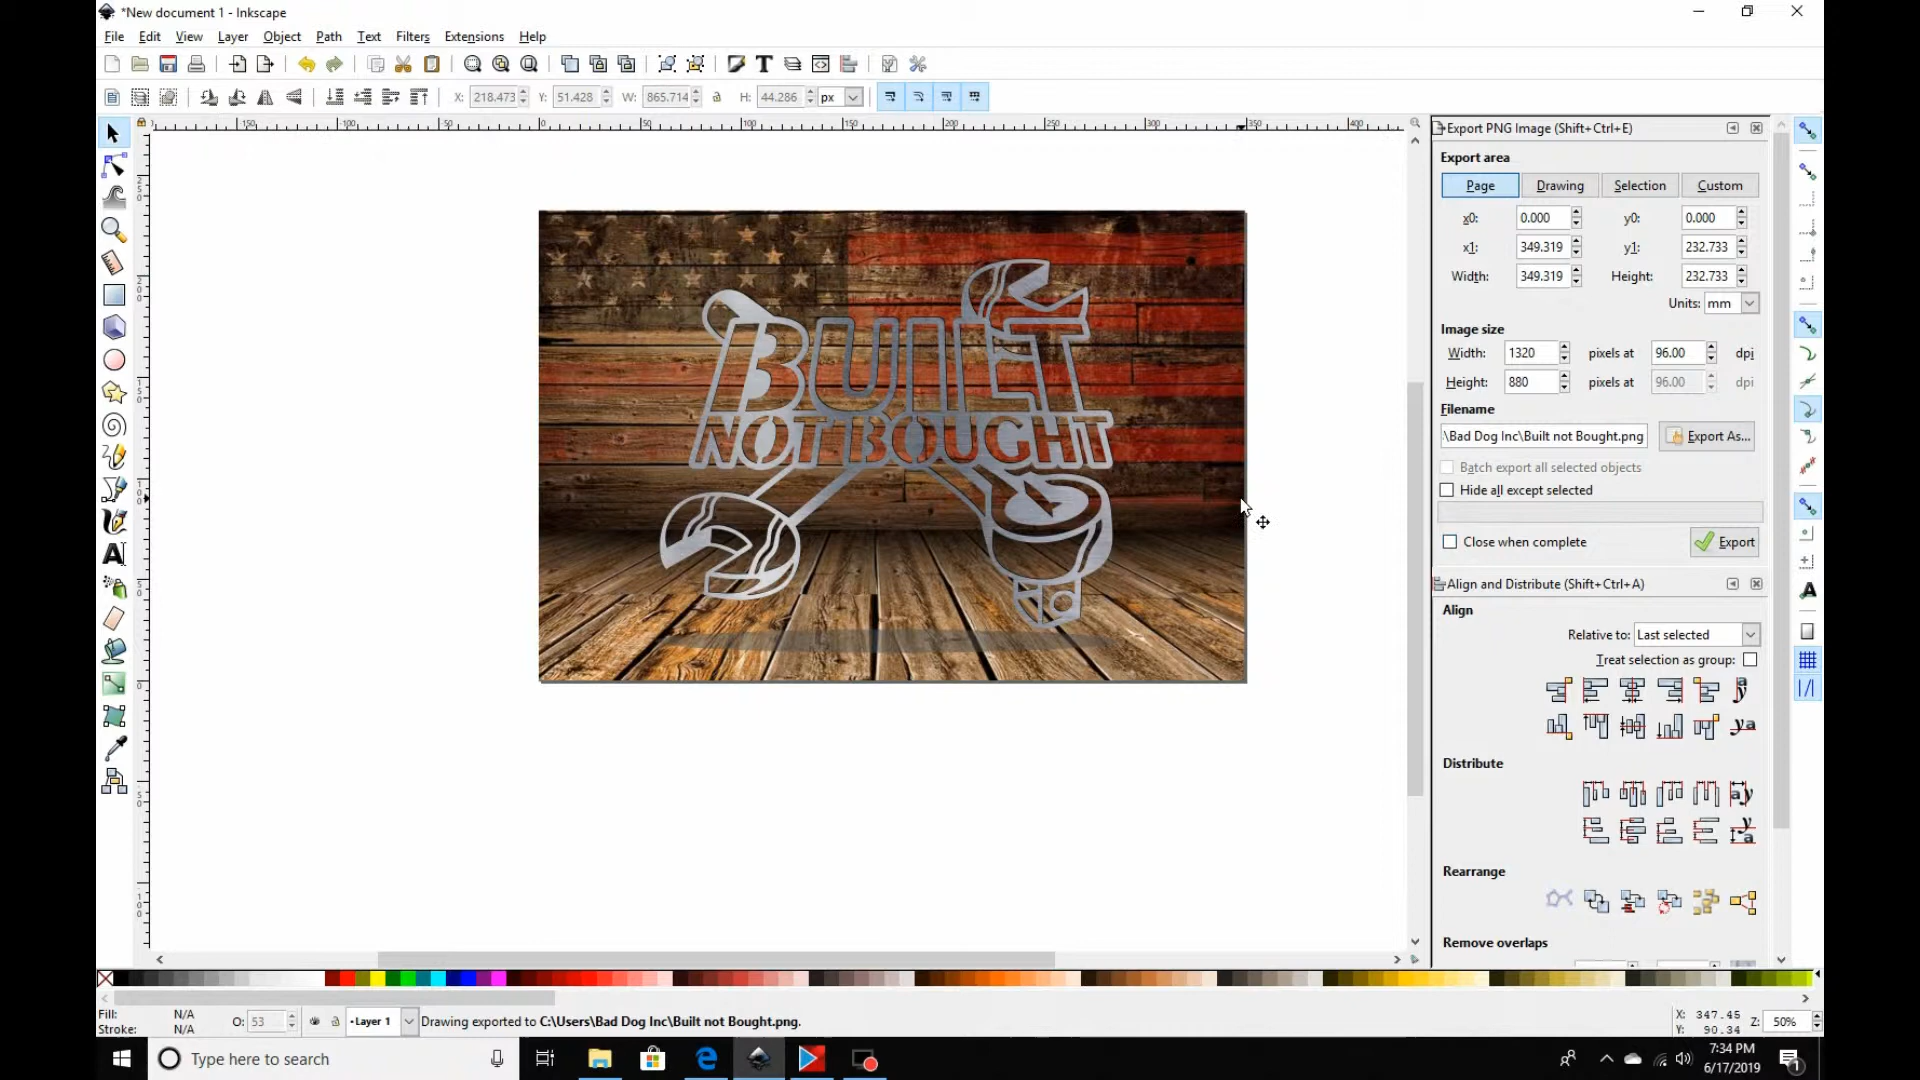 *New document 1 - Inkscape
File Edit View Layer Object Path Text Filters Extensions Help
X: 218.473 Y: 51.428 W: 865.714 H: 44.286 px
Export PNG Image (Shift+Ctrl+E)
Export area
Page Drawing Selection Custom
x0: 0.000 y0: 0.000
x1: 349.319 y1: 232.733
Width: 349.319 Height: 232.733
Units: mm
Image size
Width: 1320 pixels at 96.00 dpi
Height: 880 pixels at 96.00 dpi
Filename
\Bad Dog Inc\Built not Bought.png Export As...
Batch export all selected objects
Hide all except selected
Close when complete Export
BUILT
NOT BOUGHT
Align and Distribute (Shift+Ctrl+A)
Align
Relative to: Last selected
Treat selection as group:
Distribute
Rearrange
Remove overlaps
Fill: N/A
Stroke: N/A
O: 53 Layer 1 Drawing exported to C:\Users\Bad Dog Inc\Built not Bought.png.
X: 347.45
Y: 90.34
Z: 50%
Type here to search
7:34 PM
6/17/2019